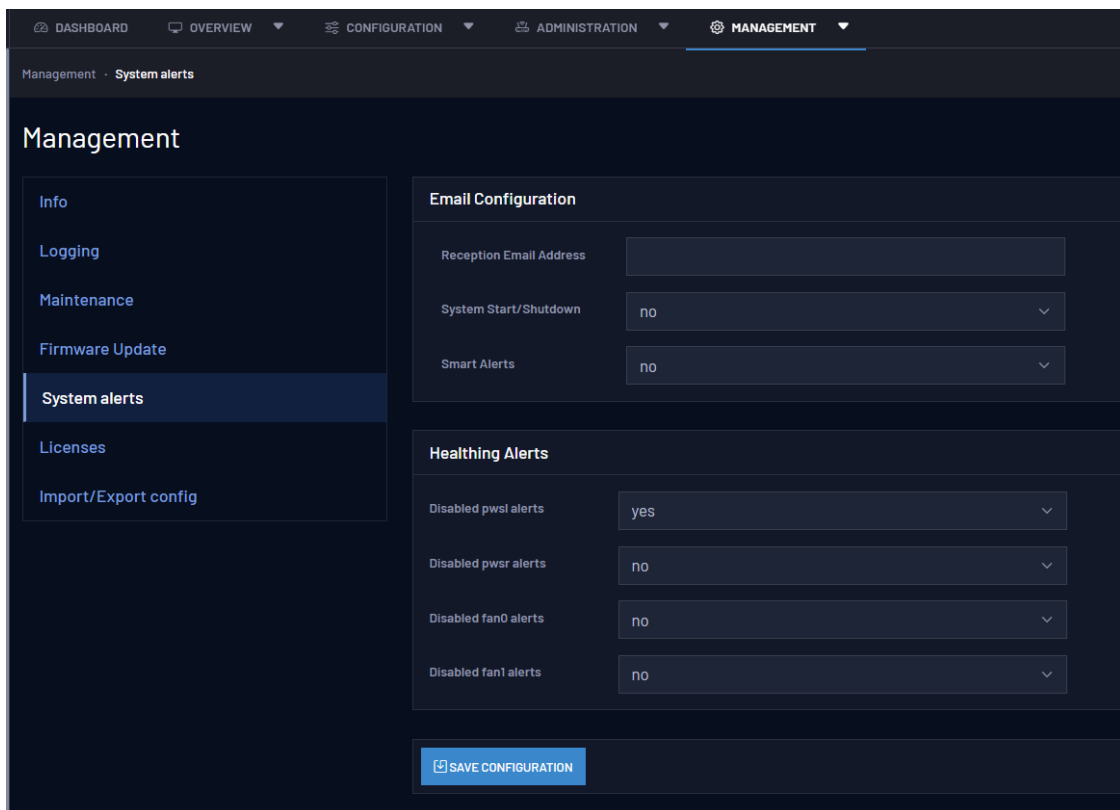 DASHBOARD OVERVIEW CONFIGURATION ADMINISTRATION MANAGEMENT
Management · System alerts
Management
Info
Logging
Maintenance
Firmware Update
System alerts
Licenses
Import/Export config
Email Configuration
Reception Email Address
System Start/Shutdown no
Smart Alerts no
Healthing Alerts
Disabled pwsl alerts yes
Disabled pwsr alerts no
Disabled fan0 alerts no
Disabled fan1 alerts no
SAVE CONFIGURATION